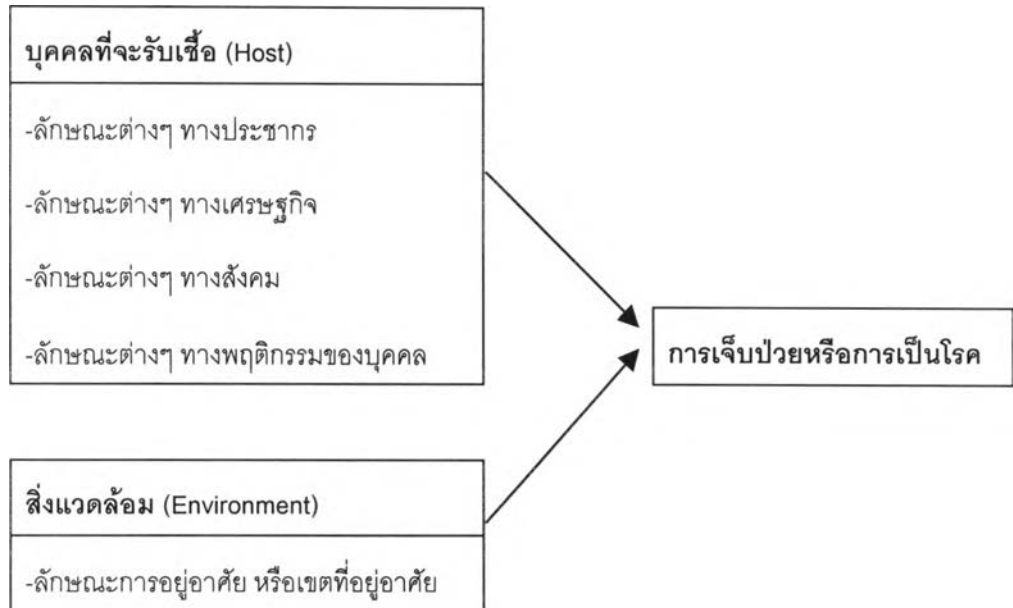 บุคคลที่จะรับเชื้อ (Host)
-ลักษณะต่างๆ ทางประชากร
-ลักษณะต่างๆ ทางเศรษฐกิจ
-ลักษณะต่างๆ ทางสังคม
-ลักษณะต่างๆ ทางพฤติกรรมของบุคคล
การเจ็บป่วยหรือการเป็นโรค
สิ่งแวดล้อม (Environment)
-ลักษณะการอยู่อาศัย หรือเขตที่อยู่อาศัย